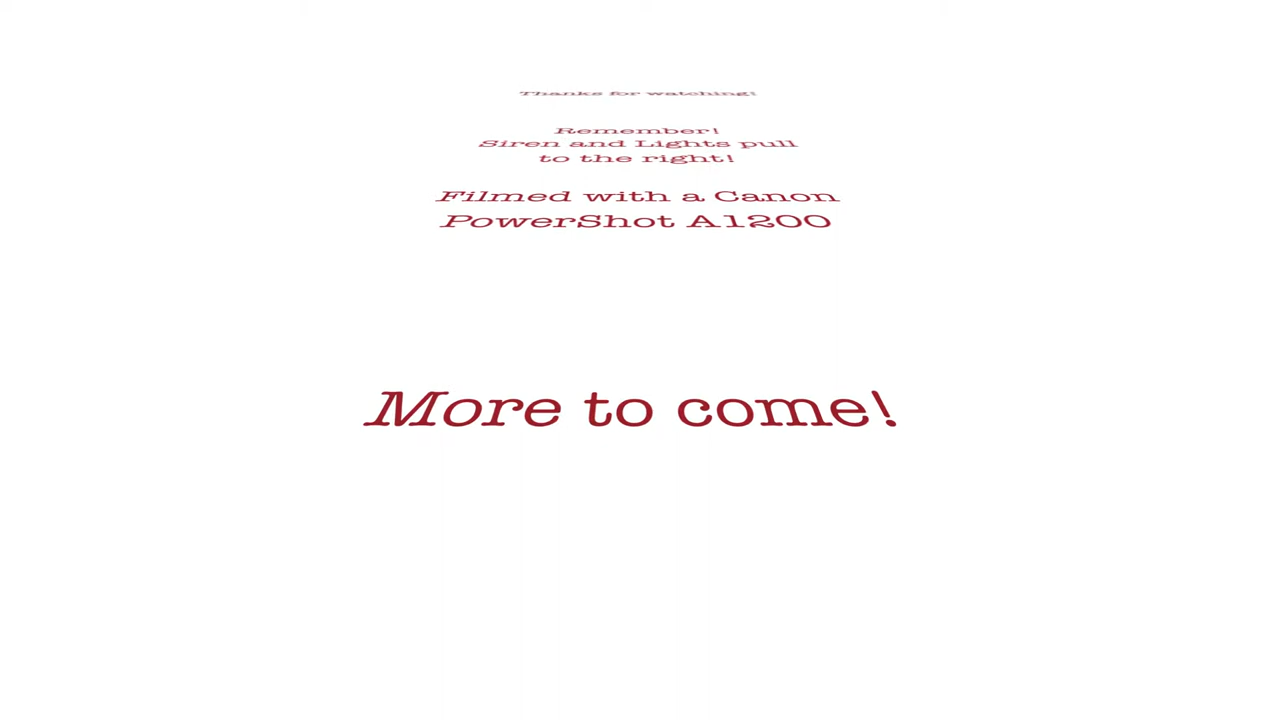 Thanks for watching!
Remember!
Siren and Lights pull
to the right!
Filmed with a Canon
PowerShot A1200
More to come!